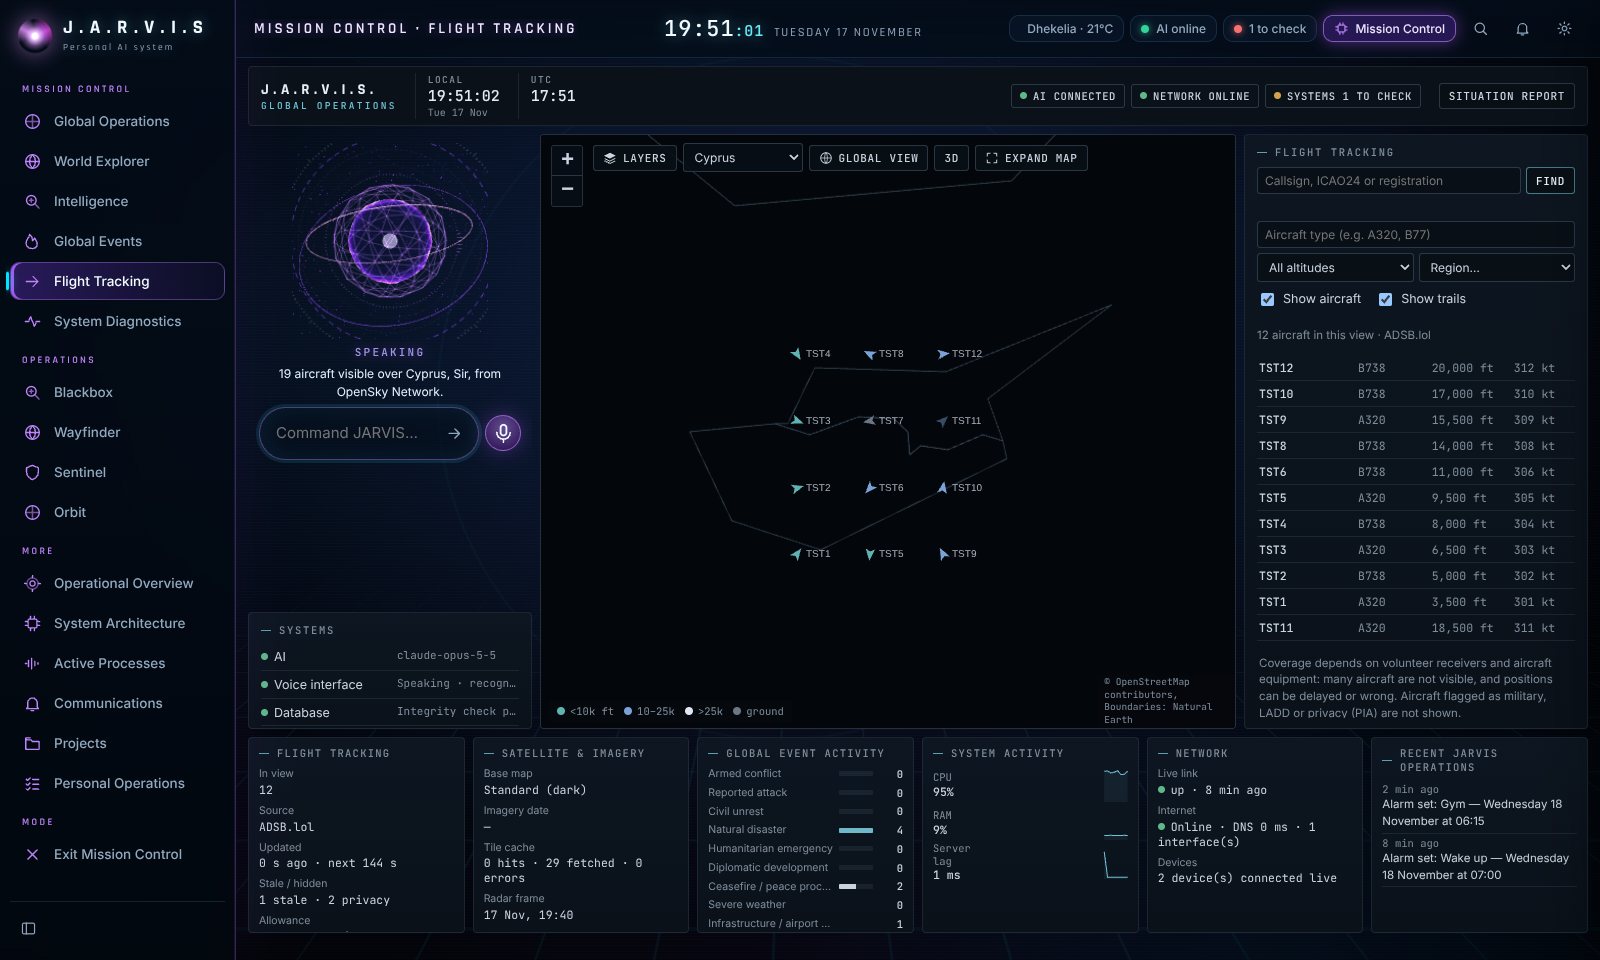 J.A.R.V.I.S
Personal AI system
MISSION CONTROL
Global Operations
World Explorer
Intelligence
Global Events
Flight Tracking
System Diagnostics
OPERATIONS
Blackbox
Wayfinder
Sentinel
Orbit
MORE
Operational Overview
System Architecture
Active Processes
Communications
Projects
Personal Operations
MODE
Exit Mission Control
MISSION CONTROL · FLIGHT TRACKING
19:51:01 TUESDAY 17 NOVEMBER
Dhekelia · 21°C
AI online
1 to check
Mission Control
J.A.R.V.I.S.
GLOBAL OPERATIONS
LOCAL
19:51:02
Tue 17 Nov
UTC
17:51
AI CONNECTED
NETWORK ONLINE
SYSTEMS 1 TO CHECK
SITUATION REPORT
SPEAKING
19 aircraft visible over Cyprus, Sir, from
OpenSky Network.
Command JARVIS...
SYSTEMS
AI claude-opus-5-5
Voice interface Speaking · recogn…
Database Integrity check p…
+
−
LAYERS
Cyprus
GLOBAL VIEW
3D
EXPAND MAP
TST4 TST8 TST12
TST3 TST7 TST11
TST2 TST6 TST10
TST1 TST5 TST9
<10k ft 10–25k >25k ground
© OpenStreetMap
contributors,
Boundaries: Natural
Earth
FLIGHT TRACKING
Callsign, ICAO24 or registration
FIND
Aircraft type (e.g. A320, B77)
All altitudes
Region...
Show aircraft Show trails
12 aircraft in this view · ADSB.lol
TST12 B738 20,000 ft 312 kt
TST10 B738 17,000 ft 310 kt
TST9 A320 15,500 ft 309 kt
TST8 B738 14,000 ft 308 kt
TST6 B738 11,000 ft 306 kt
TST5 A320 9,500 ft 305 kt
TST4 B738 8,000 ft 304 kt
TST3 A320 6,500 ft 303 kt
TST2 B738 5,000 ft 302 kt
TST1 A320 3,500 ft 301 kt
TST11 A320 18,500 ft 311 kt
Coverage depends on volunteer receivers and aircraft
equipment: many aircraft are not visible, and positions
can be delayed or wrong. Aircraft flagged as military,
LADD or privacy (PIA) are not shown.
FLIGHT TRACKING
In view
12
Source
ADSB.lol
Updated
0 s ago · next 144 s
Stale / hidden
1 stale · 2 privacy
Allowance
SATELLITE & IMAGERY
Base map
Standard (dark)
Imagery date
—
Tile cache
0 hits · 29 fetched · 0
errors
Radar frame
17 Nov, 19:40
GLOBAL EVENT ACTIVITY
Armed conflict 0
Reported attack 0
Civil unrest 0
Natural disaster 4
Humanitarian emergency 0
Diplomatic development 0
Ceasefire / peace proc... 2
Severe weather 0
Infrastructure / airport ... 1
SYSTEM ACTIVITY
CPU
95%
RAM
9%
Server
lag
1 ms
NETWORK
Live link
up · 8 min ago
Internet
Online · DNS 0 ms · 1
interface(s)
Devices
2 device(s) connected live
RECENT JARVIS
OPERATIONS
2 min ago
Alarm set: Gym — Wednesday 18
November at 06:15
8 min ago
Alarm set: Wake up — Wednesday
18 November at 07:00